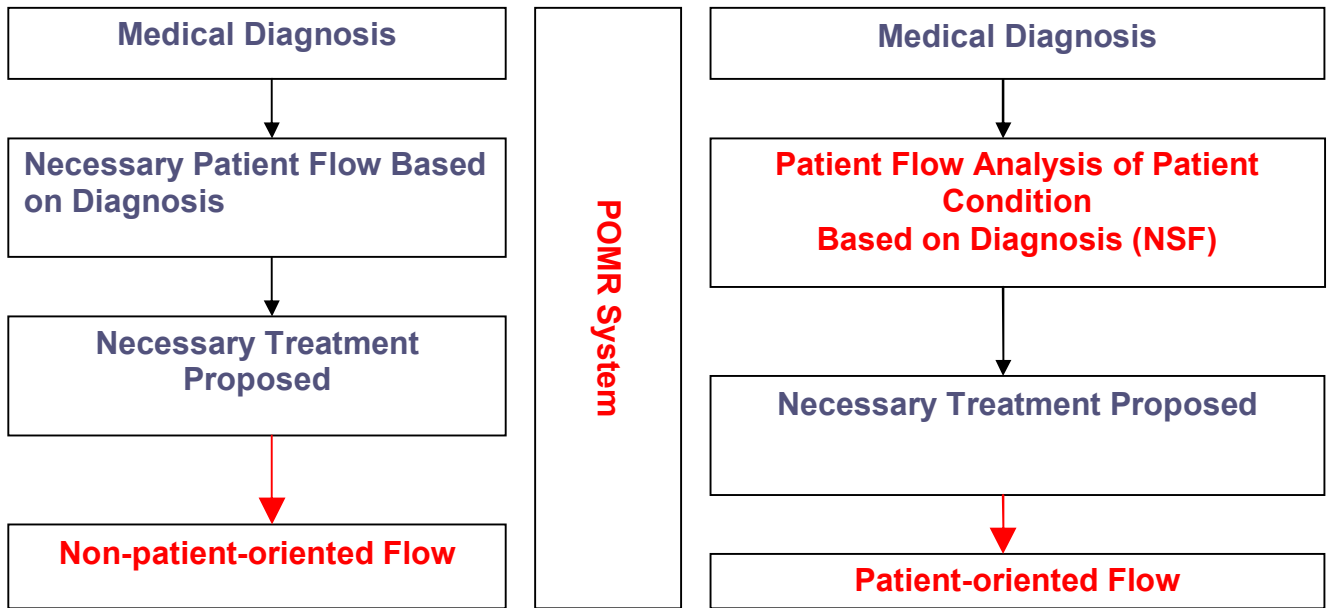 Medical Diagnosis
Necessary Patient Flow Based
on Diagnosis
Necessary Treatment
Proposed
Non-patient-oriented Flow
POMR System
Medical Diagnosis
Patient Flow Analysis of Patient
Condition
Based on Diagnosis (NSF)
Necessary Treatment Proposed
Patient-oriented Flow